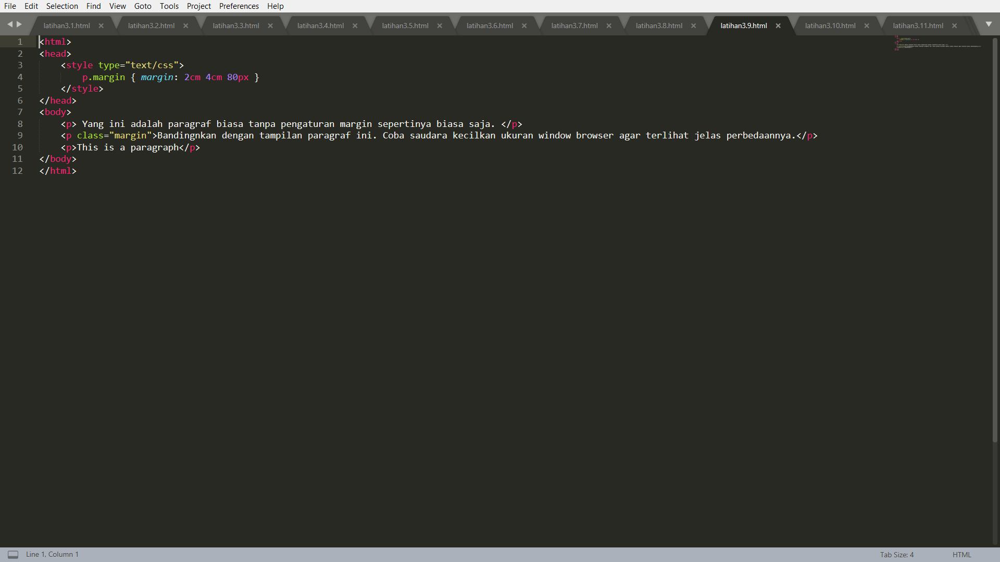 File Edit Selection Find View Goto Tools Project Preferences Help
latihan3.1.html latihan3.2.html latihan3.3.html latihan3.4.html latihan3.5.html latihan3.6.html latihan3.7.html latihan3.8.html latihan3.9.html latihan3.10.html latihan3.11.html
1 <html>
2 <head>
3     <style type="text/css">
4         p.margin { margin: 2cm 4cm 80px }
5     </style>
6 </head>
7 <body>
8     <p> Yang ini adalah paragraf biasa tanpa pengaturan margin sepertinya biasa saja. </p>
9     <p class="margin">Bandingnkan dengan tampilan paragraf ini. Coba saudara kecilkan ukuran window browser agar terlihat jelas perbedaannya.</p>
10     <p>This is a paragraph</p>
11 </body>
12 </html>
Line 1, Column 1 Tab Size: 4 HTML